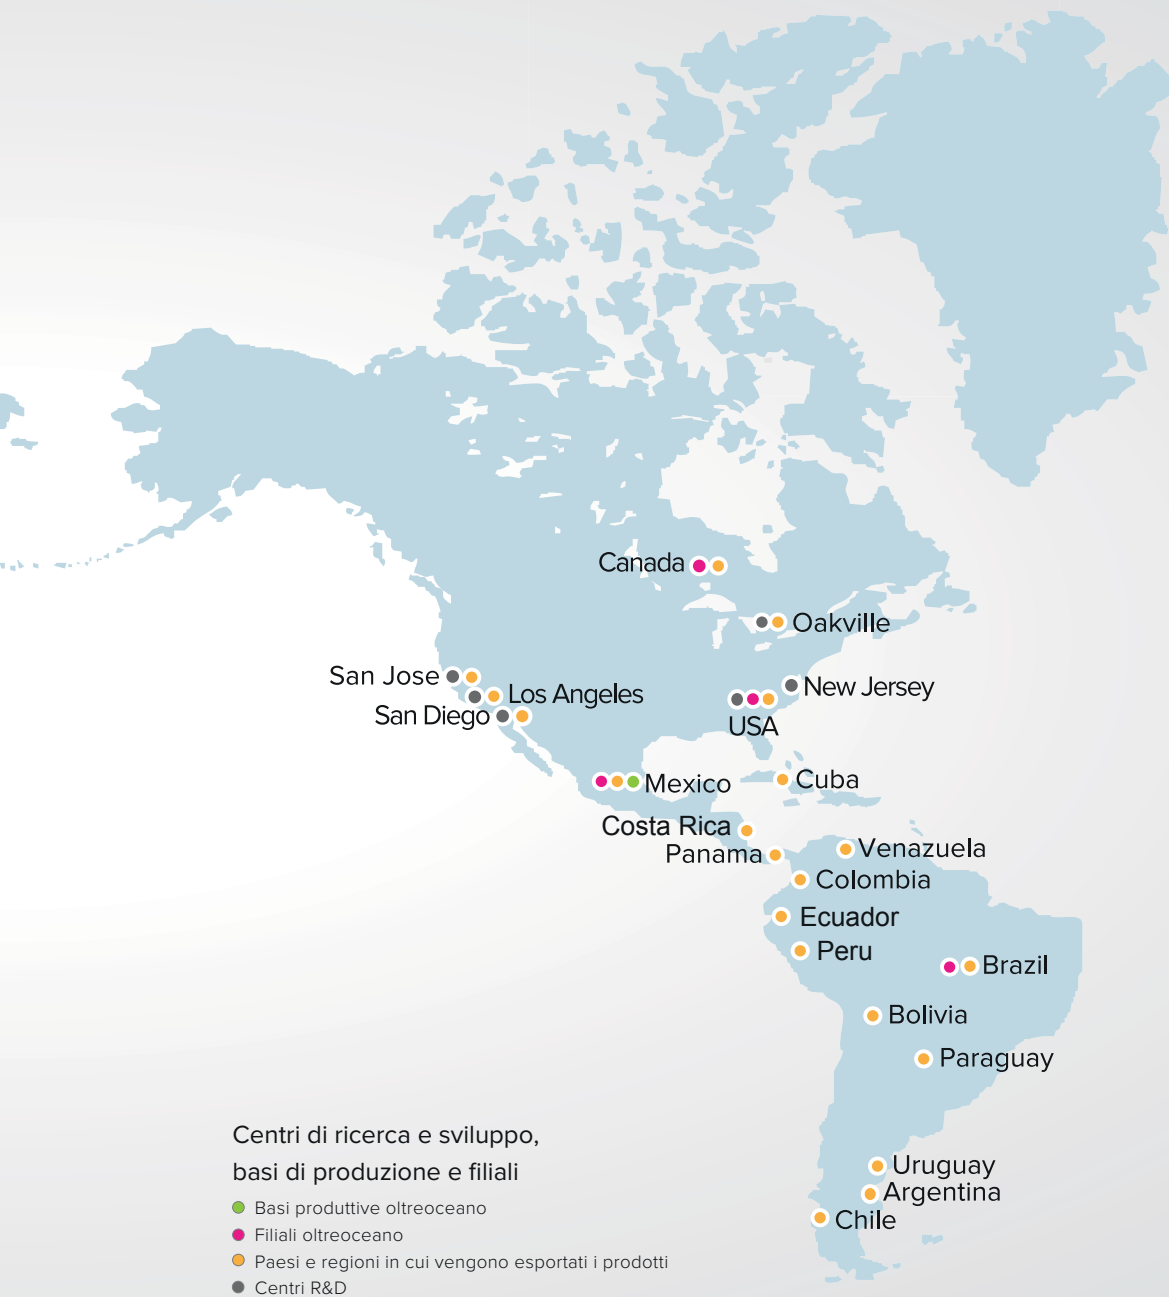 Canada
Oakville
San Jose
Los Angeles
San Diego
New Jersey
USA
Mexico
Cuba
Costa Rica
Panama
Venazuela
Colombia
Ecuador
Peru
Brazil
Bolivia
Paraguay
Uruguay
Argentina
Chile
Centri di ricerca e sviluppo,
basi di produzione e filiali
Basi produttive oltreoceano
Filiali oltreoceano
Paesi e regioni in cui vengono esportati i prodotti
Centri R&D